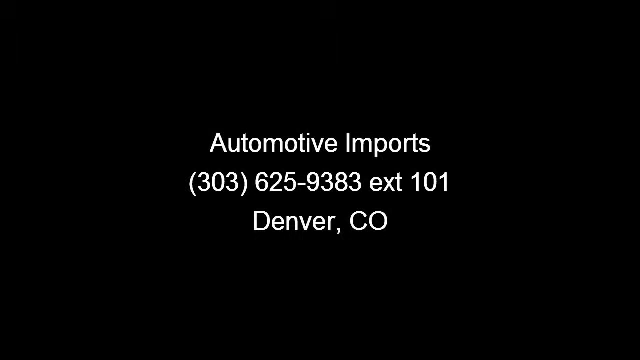 Automotive Imports
(303) 625-9383 ext 101
Denver, CO